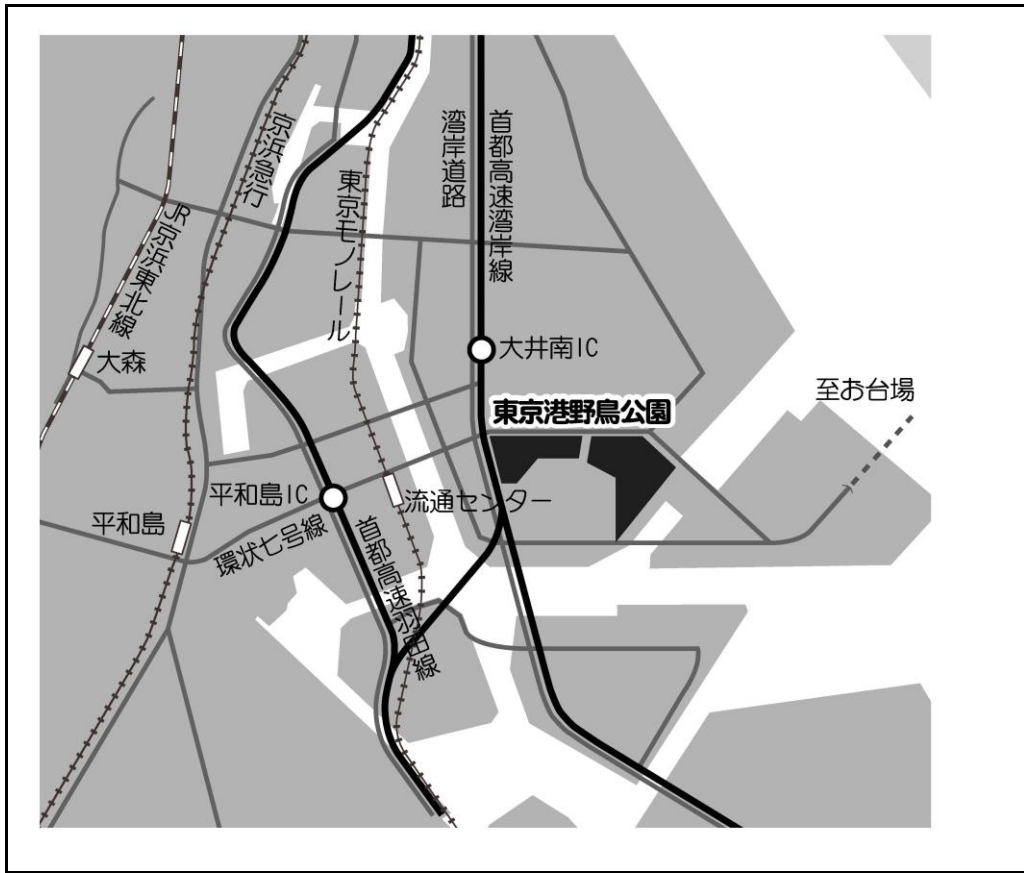 京浜急行
湾岸道路
首都高速湾岸線
東京モノレール
JR京浜東北線
大森
大井南IC
至お台場
東京港野鳥公園
平和島IC
流通センター
平和島
環状七号線
首都高速羽田線